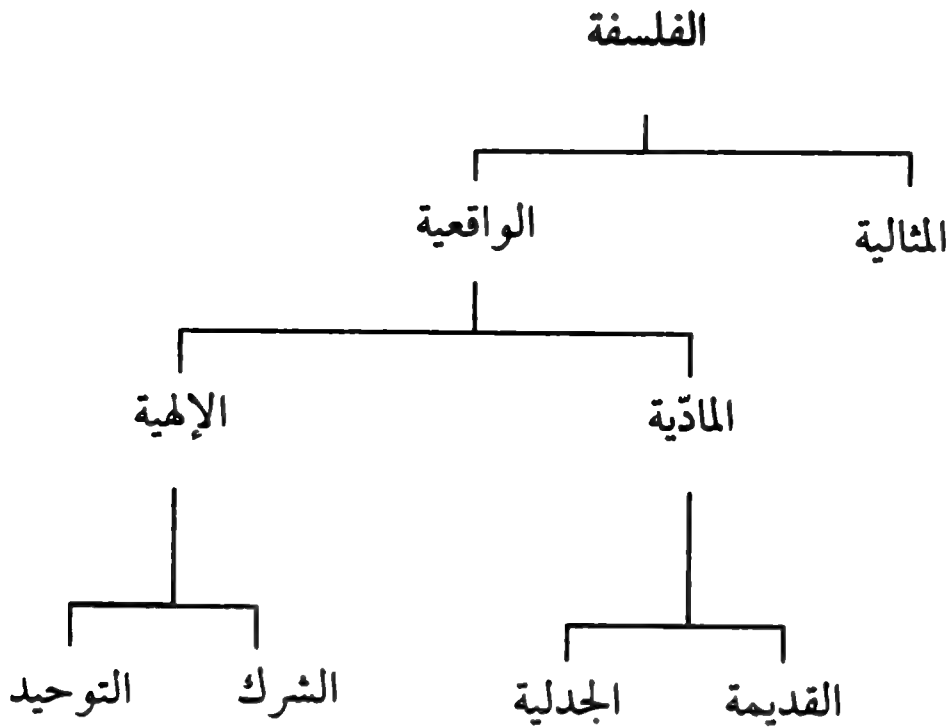 الفلسفة
المثالية الواقعية
المادّية الإلهية
القديمة الجدلية الشرك التوحيد